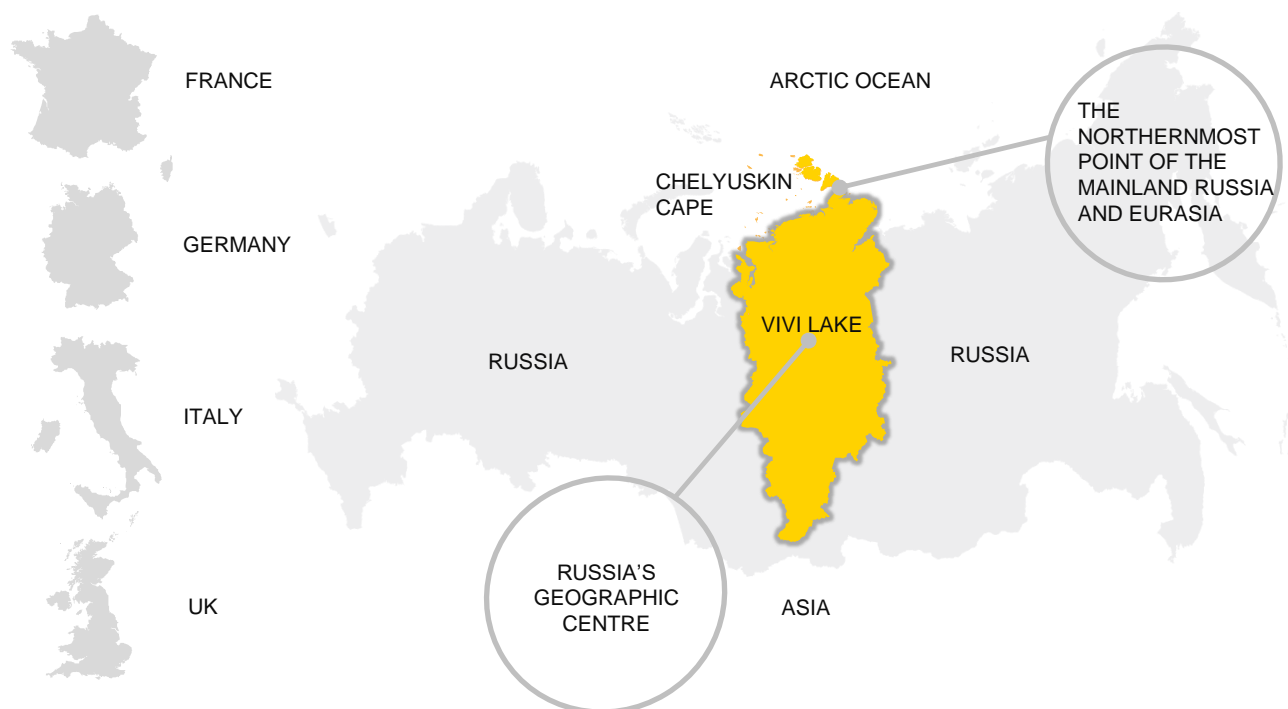 FRANCE
GERMANY
ITALY
UK
ARCTIC OCEAN
THE
NORTHERNMOST
POINT OF THE
MAINLAND RUSSIA
AND EURASIA
CHELYUSKIN
CAPE
VIVI LAKE
RUSSIA
RUSSIA
RUSSIA'S
GEOGRAPHIC
CENTRE
ASIA